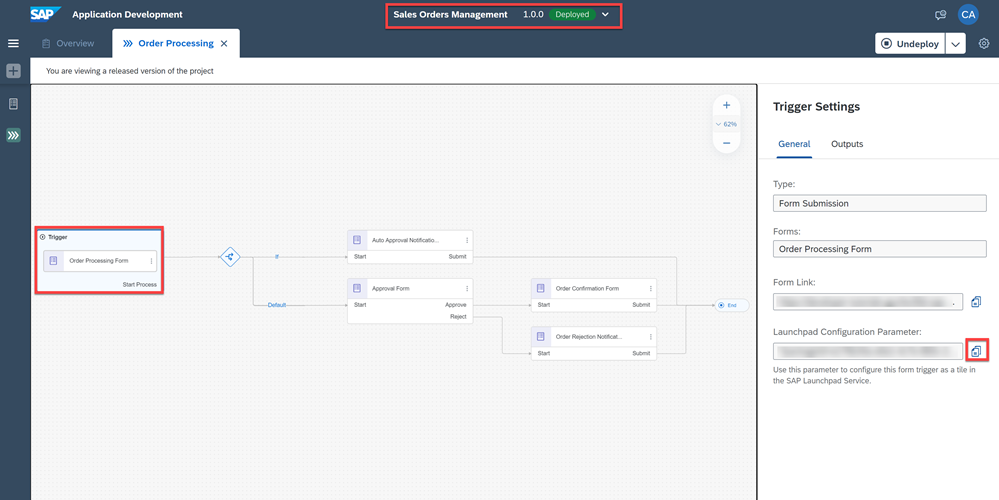 SAP
Application Development
Sales Orders Management 1.0.0 Deployed
CA
Overview
Order Processing
Undeploy
You are viewing a released version of the project
62%
Trigger
Order Processing Form
Start Process
If
Default
Auto Approval Notificatio...
Start Submit
Approval Form
Start Approve
Reject
Order Confirmation Form
Start Submit
Order Rejection Notificat...
Start Submit
End
Trigger Settings
General Outputs
Type:
Form Submission
Forms:
Order Processing Form
Form Link:
Launchpad Configuration Parameter:
Use this parameter to configure this form trigger as a tile in
the SAP Launchpad Service.